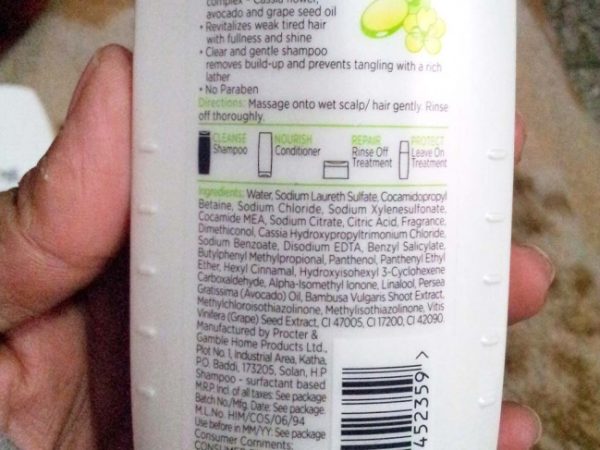 complex - Cassia flower,
avocado and grape seed oil
• Revitalizes weak tired hair
with fullness and shine
• Clear and gentle shampoo
removes build-up and prevents tangling with a rich
lather
• No Paraben
Directions: Massage onto wet scalp/ hair gently. Rinse
off thoroughly.
CLEANSE
Shampoo
NOURISH
Conditioner
REPAIR
Rinse Off
Treatment
PROTECT
Leave On
Treatment
Ingredients: Water, Sodium Laureth Sulfate, Cocamidopropyl
Betaine, Sodium Chloride, Sodium Xylenesulfonate,
Cocamide MEA, Sodium Citrate, Citric Acid, Fragrance,
Dimethiconol, Cassia Hydroxypropyltrimonium Chloride,
Sodium Benzoate, Disodium EDTA, Benzyl Salicylate,
Butylphenyl Methylpropional, Panthenol, Panthenyl Ethyl
Ether, Hexyl Cinnamal, Hydroxyisohexyl 3-Cyclohexene
Carboxaldehyde, Alpha-Isomethyl Ionone, Linalool, Persea
Gratissima (Avocado) Oil, Bambusa Vulgaris Shoot Extract,
Methylchloroisothiazolinone, Methylisothiazolinone, Vitis
Vinifera (Grape) Seed Extract, CI 47005, CI 17200, CI 42090.
Manufactured by Procter &
Gamble Home Products Ltd.,
Plot No. 1, Industrial Area, Katha,
P.O. Baddi, 173205, Solan, H.P
Shampoo - surfactant based
M.R.P. Incl. of all taxes: See package
Batch No./Mfg. Date: See package
M.L.No. HIM/COS/06/94
Use before in MM/YY: See package
Consumer Comments:
452359 >